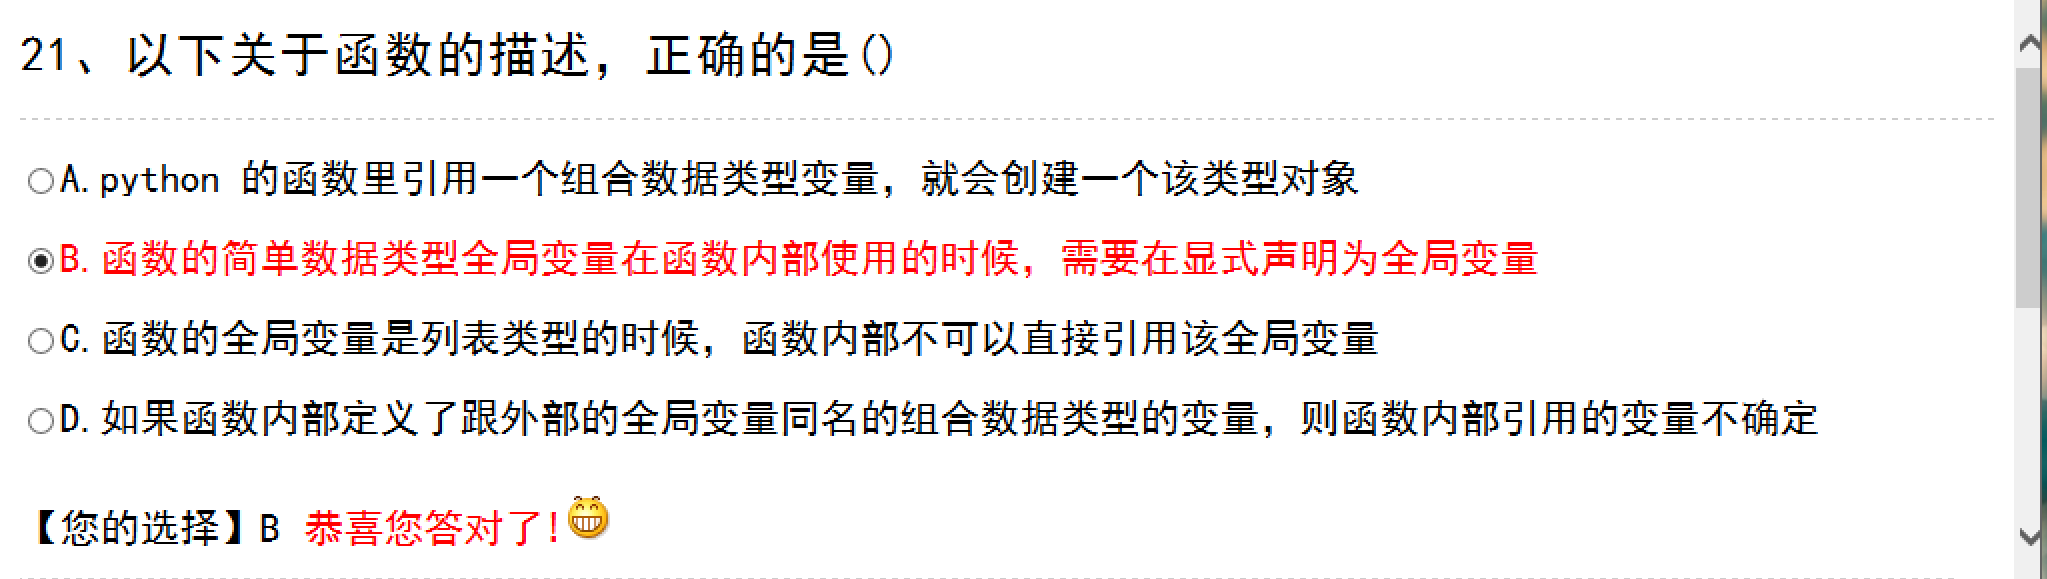 21、以下关于函数的描述，正确的是()
A.python 的函数里引用一个组合数据类型变量，就会创建一个该类型对象
B.函数的简单数据类型全局变量在函数内部使用的时候，需要在显式声明为全局变量
C.函数的全局变量是列表类型的时候，函数内部不可以直接引用该全局变量
D.如果函数内部定义了跟外部的全局变量同名的组合数据类型的变量，则函数内部引用的变量不确定
【您的选择】B 恭喜您答对了!